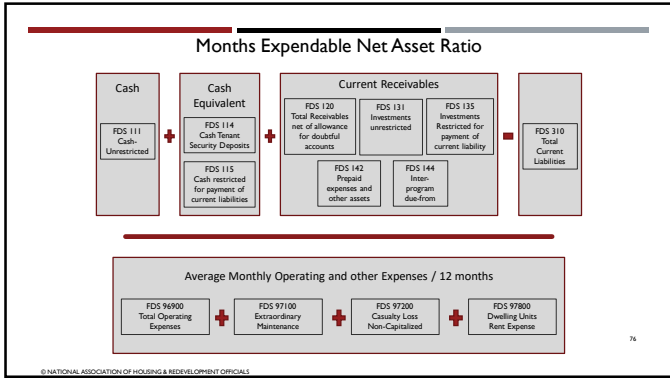 Months Expendable Net Asset Ratio
Cash
FDS 111
Cash-
Unrestricted
Cash
Equivalent
FDS 114
Cash Tenant
Security Deposits
FDS 115
Cash restricted
for payment of
current liabilities
Current Receivables
FDS 120
Total Receivables
net of allowance
for doubtful
accounts
FDS 131
Investments
unrestricted
FDS 135
Investments
Restricted for
payment of
current liability
FDS 142
Prepaid
expenses and
other assets
FDS 144
Inter-
program
due-from
FDS 310
Total
Current
Liabilities
Average Monthly Operating and other Expenses / 12 months
FDS 96900
Total Operating
Expenses
FDS 97100
Extraordinary
Maintenance
FDS 97200
Casualty Loss
Non-Capitalized
FDS 97800
Dwelling Units
Rent Expense
76
© NATIONAL ASSOCIATION OF HOUSING & REDEVELOPMENT OFFICIALS